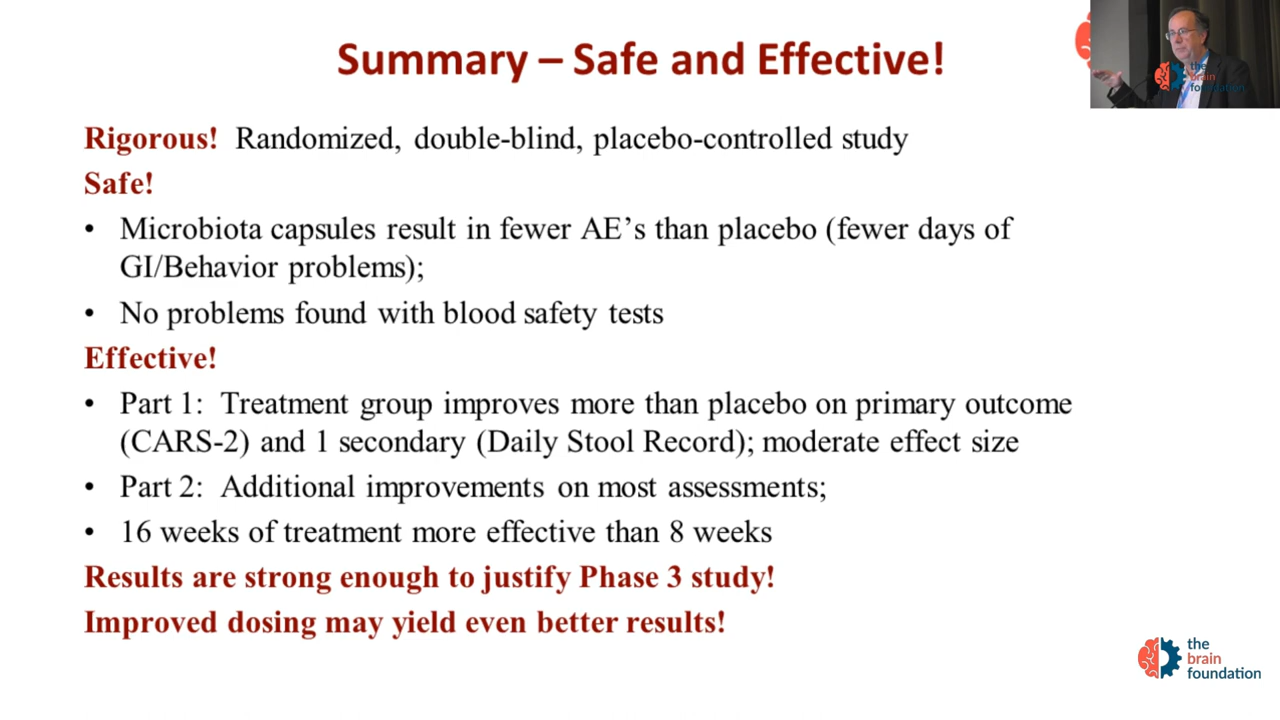 Summary – Safe and Effective!
the
brain
foundation
Rigorous! Randomized, double-blind, placebo-controlled study
Safe!
• Microbiota capsules result in fewer AE’s than placebo (fewer days of
GI/Behavior problems);
• No problems found with blood safety tests
Effective!
• Part 1: Treatment group improves more than placebo on primary outcome
(CARS-2) and 1 secondary (Daily Stool Record); moderate effect size
• Part 2: Additional improvements on most assessments;
• 16 weeks of treatment more effective than 8 weeks
Results are strong enough to justify Phase 3 study!
Improved dosing may yield even better results!
the
brain
foundation